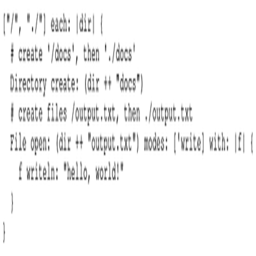 ["/", "./"] each: |dir| {
  # create '/docs', then './docs'
  Directory create: (dir ++ "docs")
  # create files /output.txt, then ./output.txt
  File open: (dir ++ "output.txt") modes: ['write] with: |f| {
    f writeln: "hello, world!"
  }
}